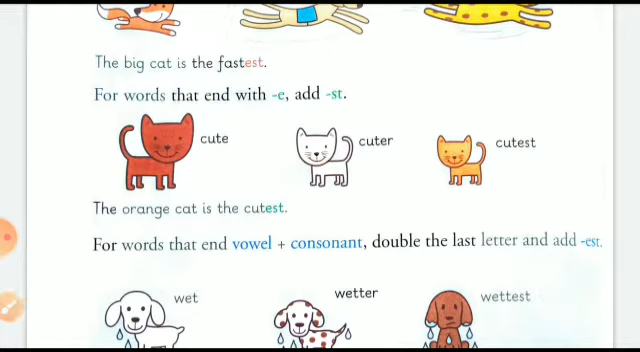 The big cat is the fastest.
For words that end with -e, add -st.
cute cuter cutest
The orange cat is the cutest.
For words that end vowel + consonant, double the last letter and add -est.
wet wetter wettest